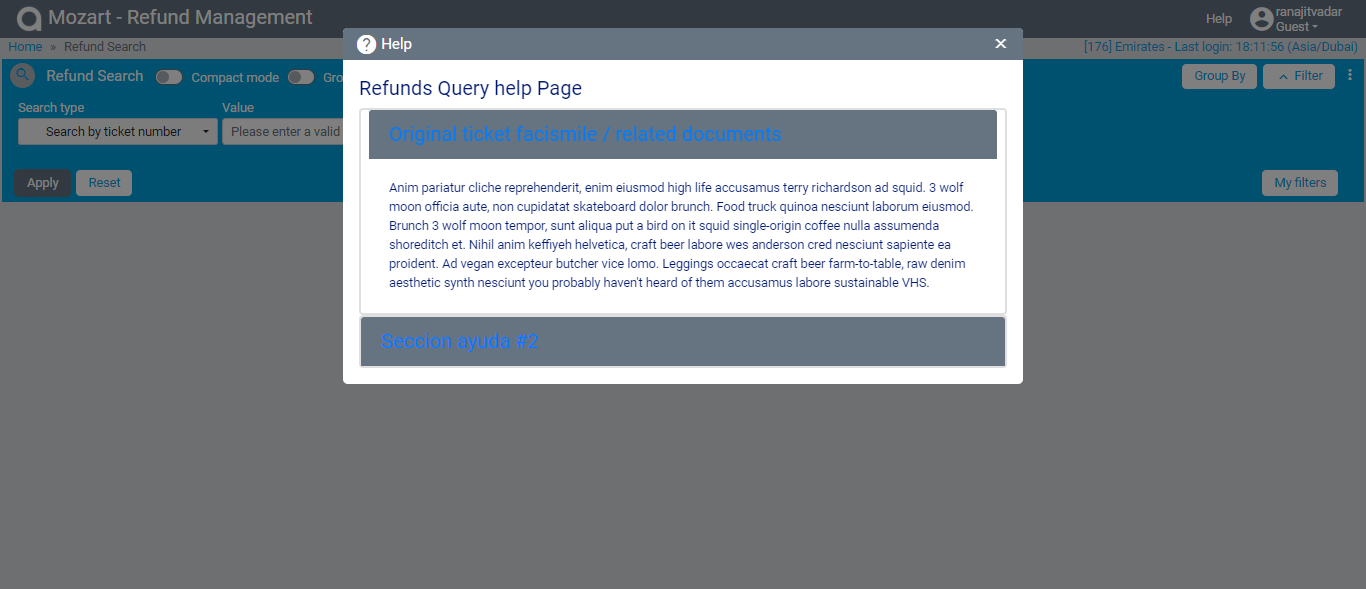 Mozart - Refund Management
Help
ranajitvadar
Guest
Home » Refund Search
[176] Emirates - Last login: 18:11:56 (Asia/Dubai)
Help
Refund Search
Compact mode
Gro
Group By
Filter
Search type
Value
Search by ticket number
Please enter a valid
Apply
Reset
My filters
Refunds Query help Page
Original ticket facismile / related documents
Anim pariatur cliche reprehenderit, enim eiusmod high life accusamus terry richardson ad squid. 3 wolf
moon officia aute, non cupidatat skateboard dolor brunch. Food truck quinoa nesciunt laborum eiusmod.
Brunch 3 wolf moon tempor, sunt aliqua put a bird on it squid single-origin coffee nulla assumenda
shoreditch et. Nihil anim keffiyeh helvetica, craft beer labore wes anderson cred nesciunt sapiente ea
proident. Ad vegan excepteur butcher vice lomo. Leggings occaecat craft beer farm-to-table, raw denim
aesthetic synth nesciunt you probably haven't heard of them accusamus labore sustainable VHS.
Seccion ayuda #2